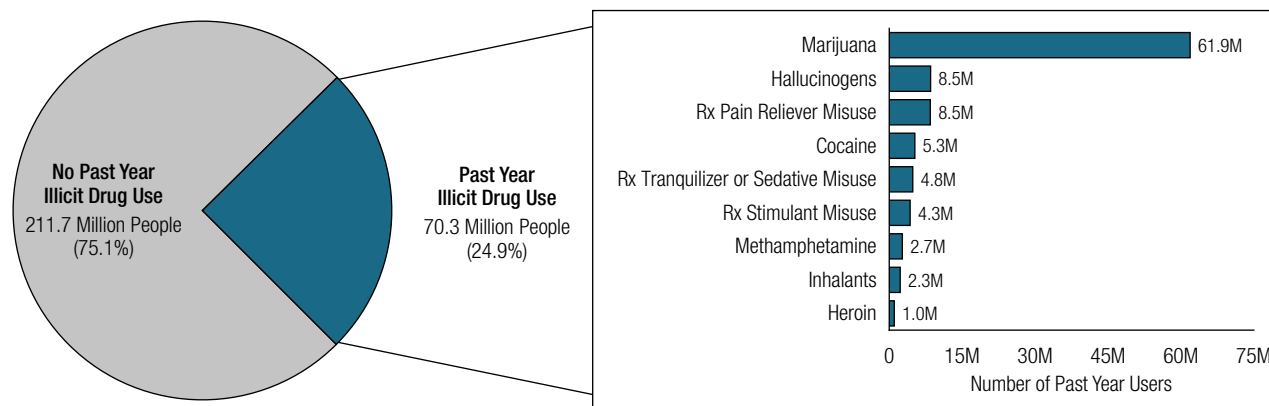 No Past Year
Illicit Drug Use
211.7 Million People
(75.1%)
Past Year
Illicit Drug Use
70.3 Million People
(24.9%)
Marijuana 61.9M
Hallucinogens 8.5M
Rx Pain Reliever Misuse 8.5M
Cocaine 5.3M
Rx Tranquilizer or Sedative Misuse 4.8M
Rx Stimulant Misuse 4.3M
Methamphetamine 2.7M
Inhalants 2.3M
Heroin 1.0M
0 15M 30M 45M 60M 75M
Number of Past Year Users